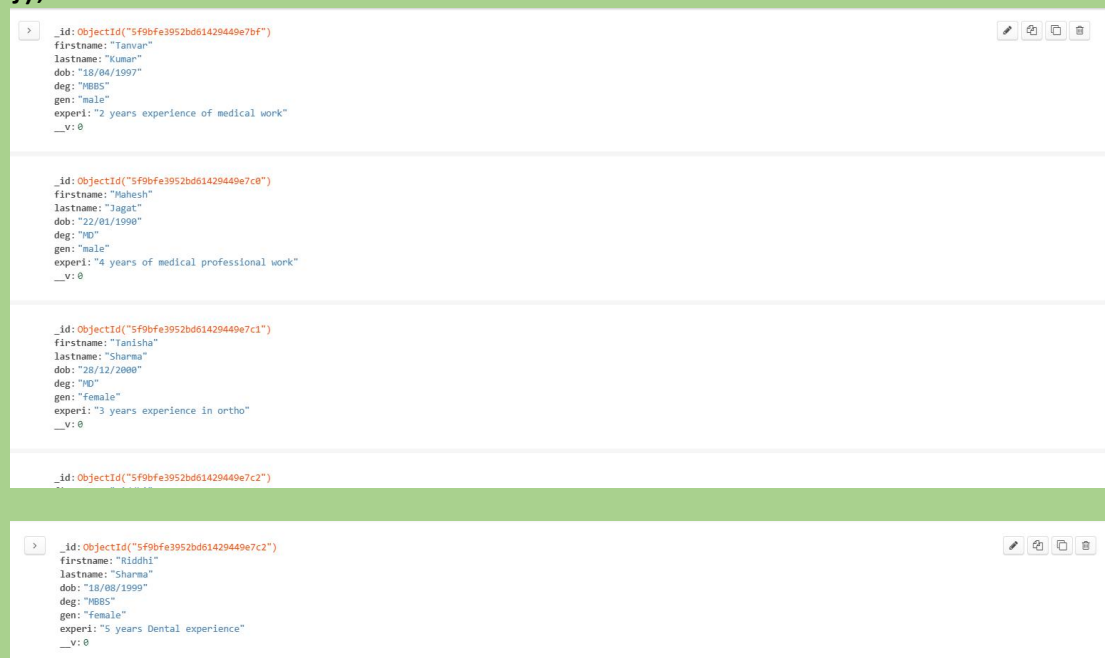 _id:ObjectId("5f9bfe3952bd61429449e7bf")
firstname:"Tanvar"
lastname:"Kumar"
dob:"18/04/1997"
deg:"MBBS"
gen:"male"
experi:"2 years experience of medical work"
__v:0
_id:ObjectId("5f9bfe3952bd61429449e7c0")
firstname:"Mahesh"
lastname:"Jagat"
dob:"22/01/1990"
deg:"MD"
gen:"male"
experi:"4 years of medical professional work"
__v:0
_id:ObjectId("5f9bfe3952bd61429449e7c1")
firstname:"Tanisha"
lastname:"Sharma"
dob:"28/12/2000"
deg:"MD"
gen:"female"
experi:"3 years experience in ortho"
__v:0
_id:ObjectId("5f9bfe3952bd61429449e7c2")
_id:ObjectId("5f9bfe3952bd61429449e7c2")
firstname:"Riddhi"
lastname:"Sharma"
dob:"18/08/1999"
deg:"MBBS"
gen:"female"
experi:"5 years Dental experience"
__v:0